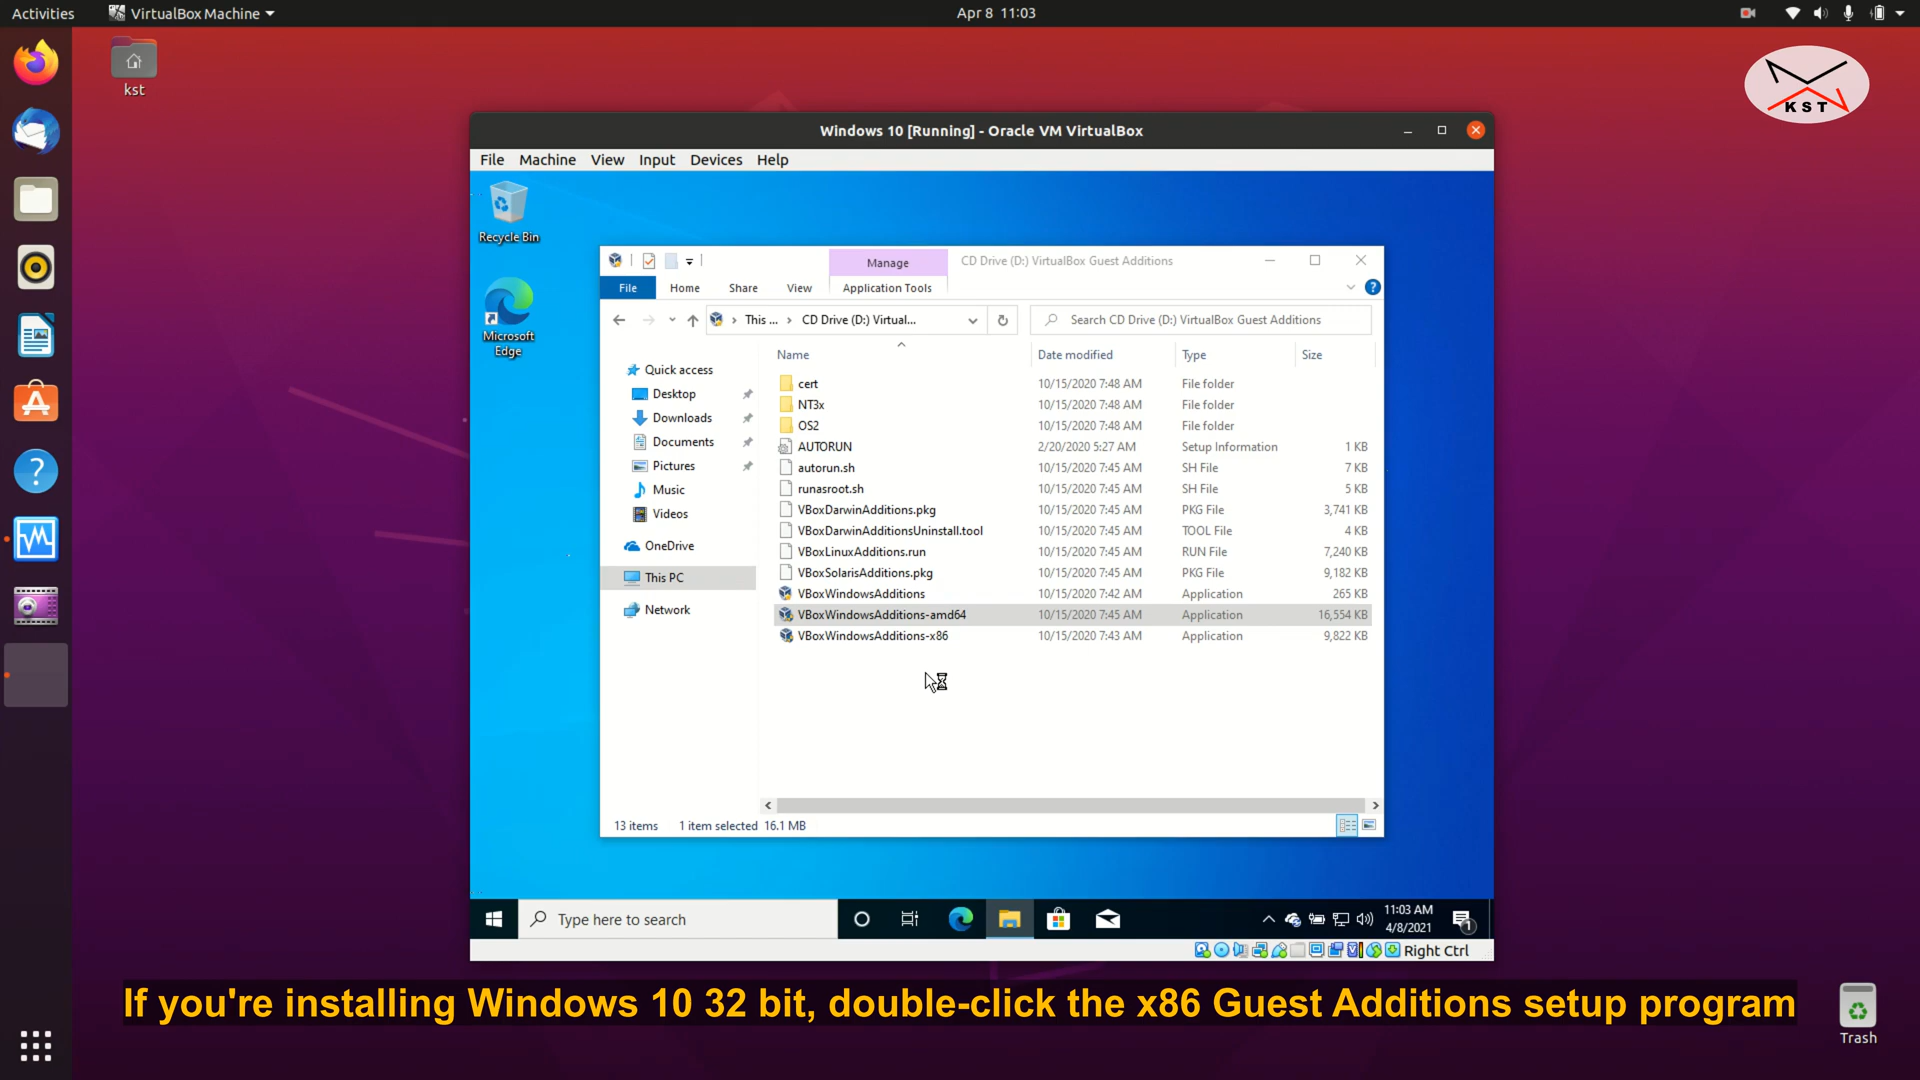 Activities
VirtualBox Machine
Apr 8 11:03
kst
KST
Windows 10 [Running] - Oracle VM VirtualBox
File Machine View Input Devices Help
Recycle Bin
Microsoft
Edge
Manage
CD Drive (D:) VirtualBox Guest Additions
File Home Share View Application Tools
This ... CD Drive (D:) Virtual...
Search CD Drive (D:) VirtualBox Guest Additions
Name Date modified Type Size
Quick access
Desktop
Downloads
Documents
Pictures
Music
Videos
OneDrive
This PC
Network
cert 10/15/2020 7:48 AM File folder
NT3x 10/15/2020 7:48 AM File folder
OS2 10/15/2020 7:48 AM File folder
AUTORUN 2/20/2020 5:27 AM Setup Information 1 KB
autorun.sh 10/15/2020 7:45 AM SH File 7 KB
runasroot.sh 10/15/2020 7:45 AM SH File 5 KB
VBoxDarwinAdditions.pkg 10/15/2020 7:45 AM PKG File 3,741 KB
VBoxDarwinAdditionsUninstall.tool 10/15/2020 7:45 AM TOOL File 4 KB
VBoxLinuxAdditions.run 10/15/2020 7:45 AM RUN File 7,240 KB
VBoxSolarisAdditions.pkg 10/15/2020 7:45 AM PKG File 9,182 KB
VBoxWindowsAdditions 10/15/2020 7:42 AM Application 265 KB
VBoxWindowsAdditions-amd64 10/15/2020 7:45 AM Application 16,554 KB
VBoxWindowsAdditions-x86 10/15/2020 7:43 AM Application 9,822 KB
13 items 1 item selected 16.1 MB
Type here to search
11:03 AM
4/8/2021
1
Right Ctrl
If you're installing Windows 10 32 bit, double-click the x86 Guest Additions setup program
Trash